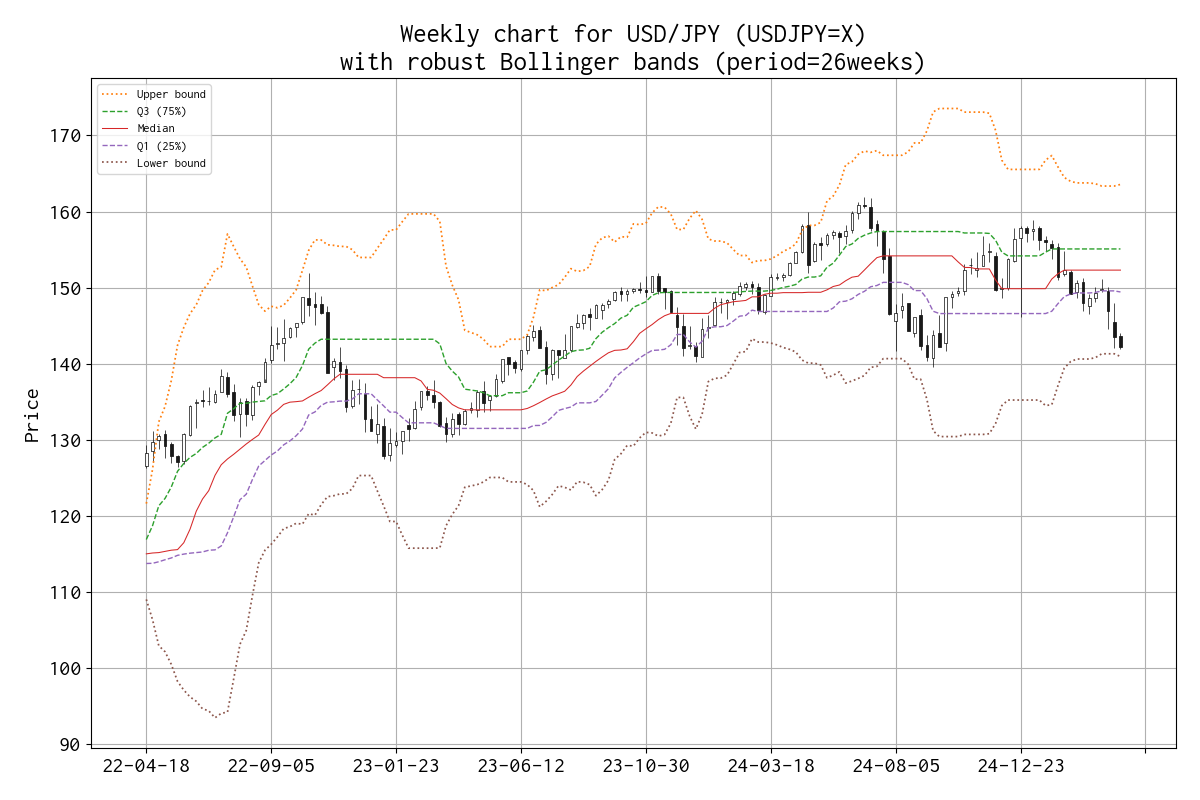 Weekly chart for USD/JPY (USDJPY=X)
with robust Bollinger bands (period=26weeks)
Upper bound
Q3 (75%)
Median
Q1 (25%)
Lower bound
170
160
150
140
130
120
110
100
90
Price
22-04-18 22-09-05 23-01-23 23-06-12 23-10-30 24-03-18 24-08-05 24-12-23